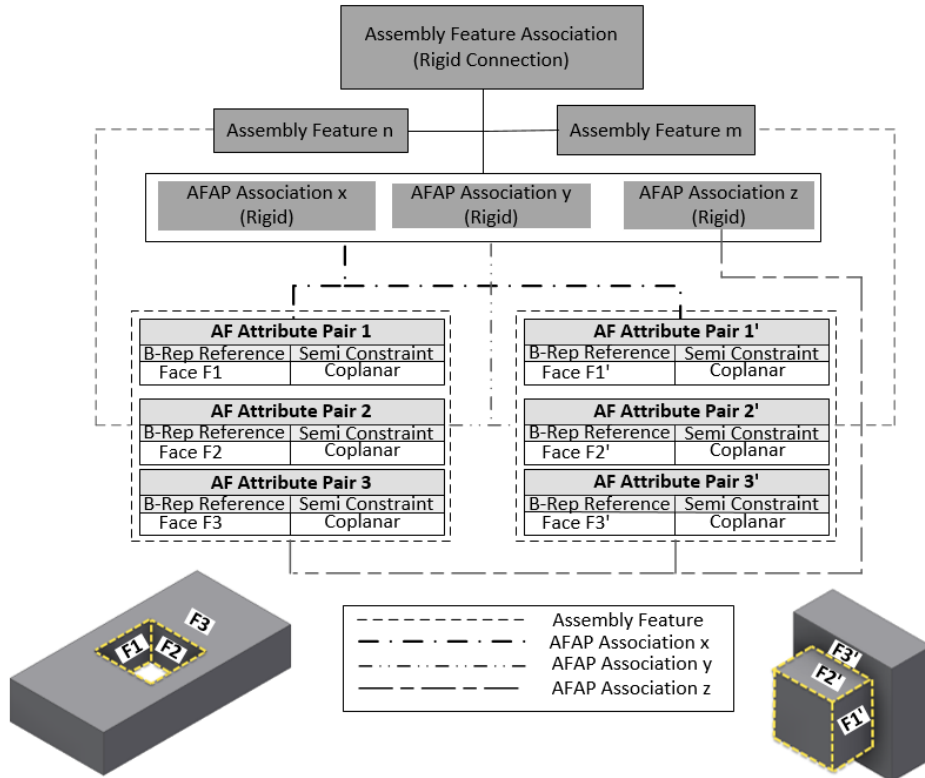 Assembly Feature Association
(Rigid Connection)
Assembly Feature n
Assembly Feature m
AFAP Association x
(Rigid)
AFAP Association y
(Rigid)
AFAP Association z
(Rigid)
AF Attribute Pair 1
B-Rep Reference Semi Constraint
Face F1 Coplanar
AF Attribute Pair 2
B-Rep Reference Semi Constraint
Face F2 Coplanar
AF Attribute Pair 3
B-Rep Reference Semi Constraint
Face F3 Coplanar
AF Attribute Pair 1'
B-Rep Reference Semi Constraint
Face F1' Coplanar
AF Attribute Pair 2'
B-Rep Reference Semi Constraint
Face F2' Coplanar
AF Attribute Pair 3'
B-Rep Reference Semi Constraint
Face F3' Coplanar
F1
F2
F3
Assembly Feature
AFAP Association x
AFAP Association y
AFAP Association z
F3'
F2'
F1'